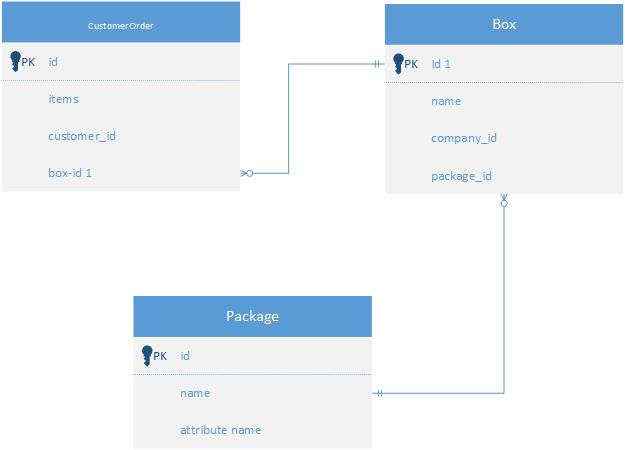 CustomerOrder
PK id
items
customer_id
box-id 1
Box
PK Id 1
name
company_id
package_id
Package
PK id
name
attribute name